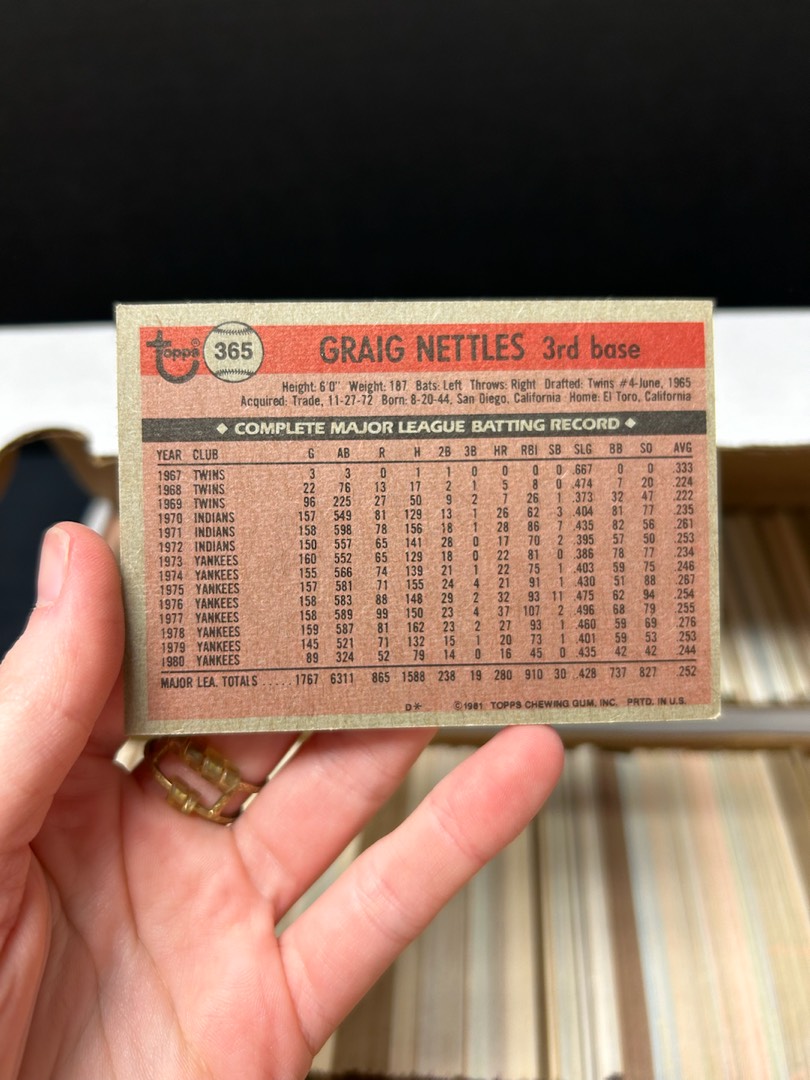 Topps® 365 GRAIG NETTLES 3rd base
Height: 6'0" Weight: 187 Bats: Left Throws: Right Drafted: Twins #4-June, 1965
Acquired: Trade, 11-27-72 Born: 8-20-44, San Diego, California Home: El Toro, California
◆ COMPLETE MAJOR LEAGUE BATTING RECORD ◆
YEAR CLUB G AB R H 2B 3B HR RBI SB SLG BB SO AVG
1967 TWINS 3 3 0 1 1 0 0 0 0 .667 0 0 .333
1968 TWINS 22 76 13 17 2 1 5 8 0 .474 7 20 .224
1969 TWINS 96 225 27 50 9 2 7 26 1 .373 32 47 .222
1970 INDIANS 157 549 81 129 13 1 26 62 3 .404 81 77 .235
1971 INDIANS 158 598 78 156 18 1 28 86 7 .435 82 56 .261
1972 INDIANS 150 557 65 141 28 0 17 70 2 .395 57 50 .253
1973 YANKEES 160 552 65 129 18 0 22 81 0 .386 78 77 .234
1974 YANKEES 155 566 74 139 21 1 22 75 1 .403 59 75 .246
1975 YANKEES 157 581 71 155 24 4 21 91 1 .430 51 88 .267
1976 YANKEES 158 583 88 148 29 2 32 93 11 .475 62 94 .254
1977 YANKEES 158 589 99 150 23 4 37 107 2 .496 68 79 .255
1978 YANKEES 159 587 81 162 23 2 27 93 1 .460 59 69 .276
1979 YANKEES 145 521 71 132 15 1 20 73 1 .401 59 53 .253
1980 YANKEES 89 324 52 79 14 0 16 45 0 .435 42 42 .244
MAJOR LEA. TOTALS ..... 1767 6311 865 1588 238 19 280 910 30 .428 737 827 .252
D* ©1981 TOPPS CHEWING GUM, INC. PRTD. IN U.S.